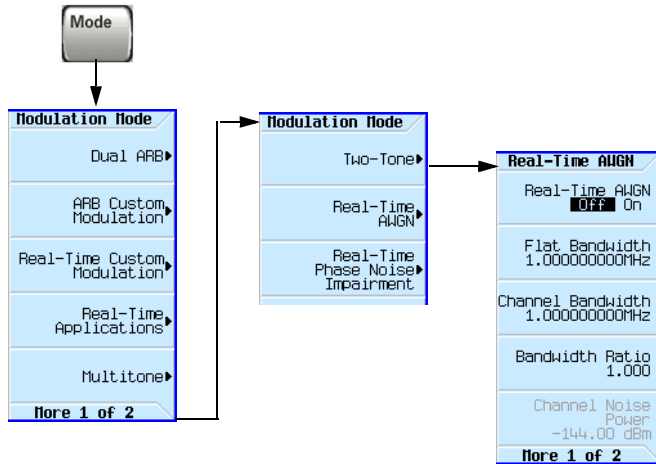 Mode
Modulation Mode
Dual ARB
ARB Custom
Modulation
Real-Time Custom
Modulation
Real-Time
Applications
Multitone
More 1 of 2
Modulation Mode
Two-Tone
Real-Time
AWGN
Real-Time
Phase Noise
Impairment
Real-Time AWGN
Real-Time AWGN
Off On
Flat Bandwidth
1.000000000MHz
Channel Bandwidth
1.000000000MHz
Bandwidth Ratio
1.000
Channel Noise
Power
-144.00 dBm
More 1 of 2